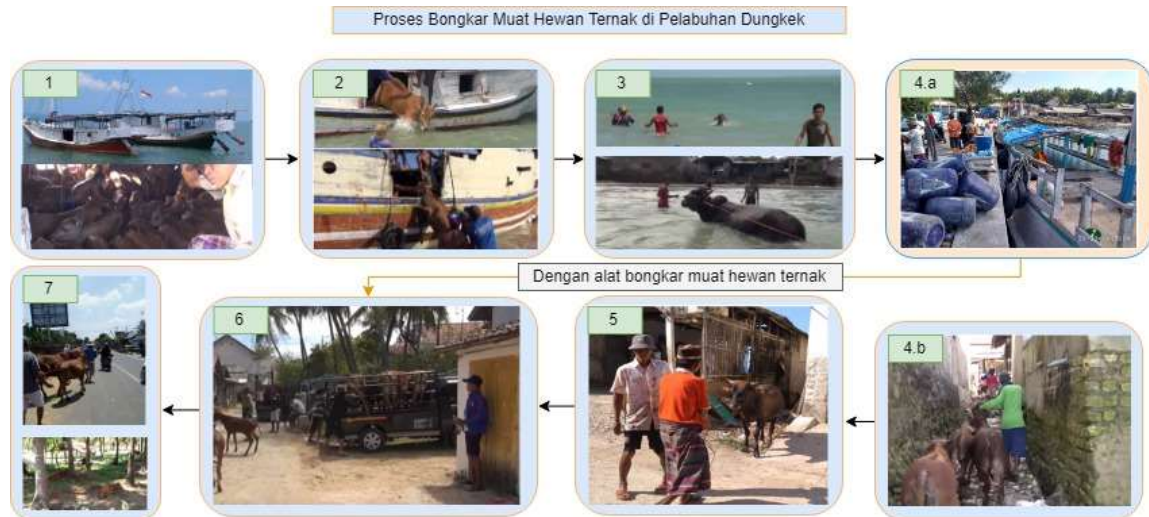 Proses Bongkar Muat Hewan Ternak di Pelabuhan Dungkek
1
2
3
4.a
Dengan alat bongkar muat hewan ternak
7
6
5
4.b